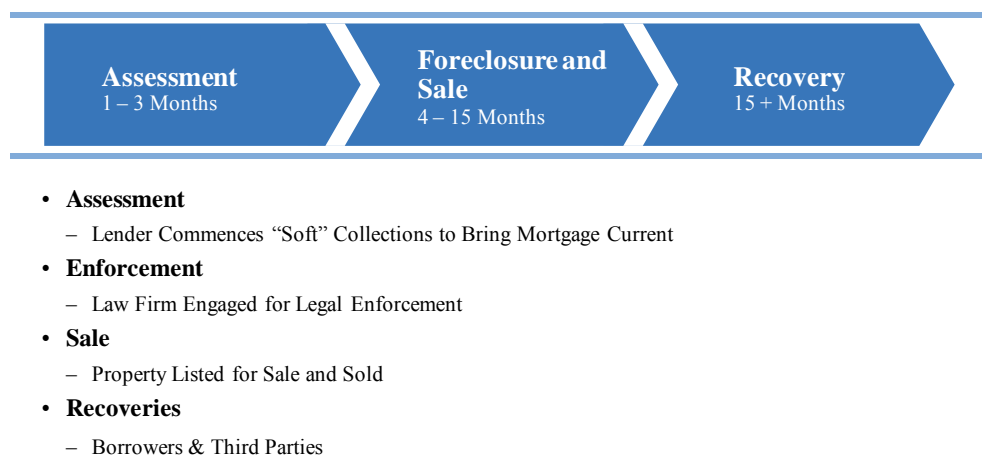 Assessment
1 – 3 Months
Foreclosure and
Sale
4 – 15 Months
Recovery
15 + Months
• Assessment
– Lender Commences “Soft” Collections to Bring Mortgage Current
• Enforcement
– Law Firm Engaged for Legal Enforcement
• Sale
– Property Listed for Sale and Sold
• Recoveries
– Borrowers & Third Parties